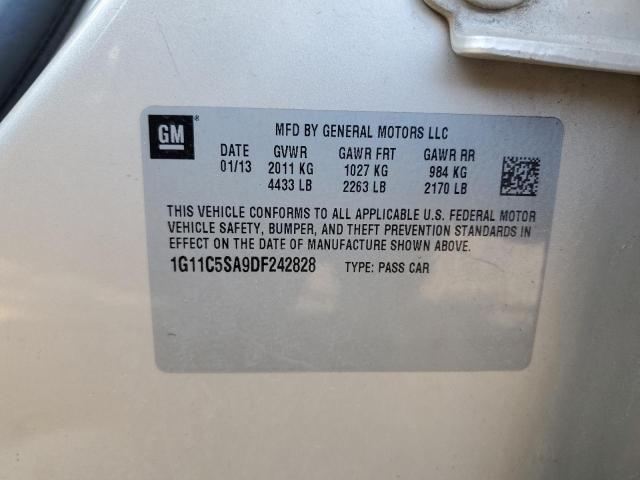 GM ®
MFD BY GENERAL MOTORS LLC
DATE GVWR GAWR FRT GAWR RR
01/13 2011 KG 1027 KG 984 KG
4433 LB 2263 LB 2170 LB
THIS VEHICLE CONFORMS TO ALL APPLICABLE U.S. FEDERAL MOTOR
VEHICLE SAFETY, BUMPER, AND THEFT PREVENTION STANDARDS IN
EFFECT ON THE DATE OF MANUFACTURE SHOWN ABOVE.
1G11C5SA9DF242828 TYPE: PASS CAR